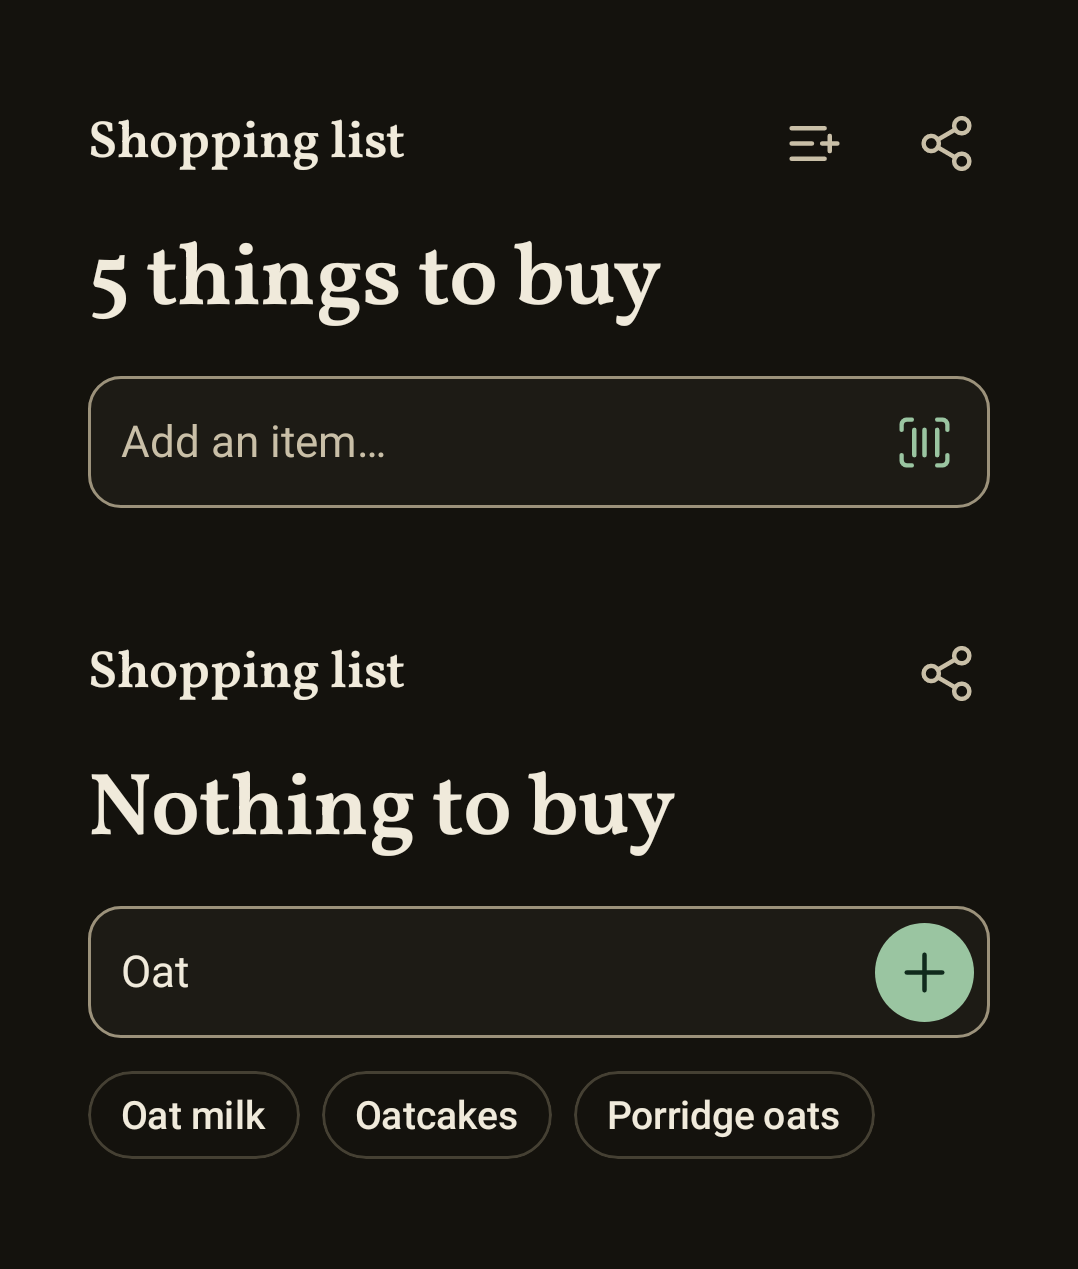 Shopping list
5 things to buy
Add an item…
Shopping list
Nothing to buy
Oat
Oat milk Oatcakes Porridge oats